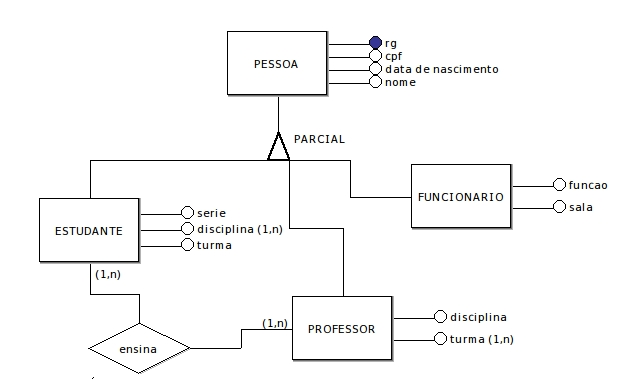 PESSOA
rg
cpf
data de nascimento
nome
PARCIAL
ESTUDANTE
serie
disciplina (1,n)
turma
FUNCIONARIO
funcao
sala
(1,n)
ensina
(1,n)
PROFESSOR
disciplina
turma (1,n)